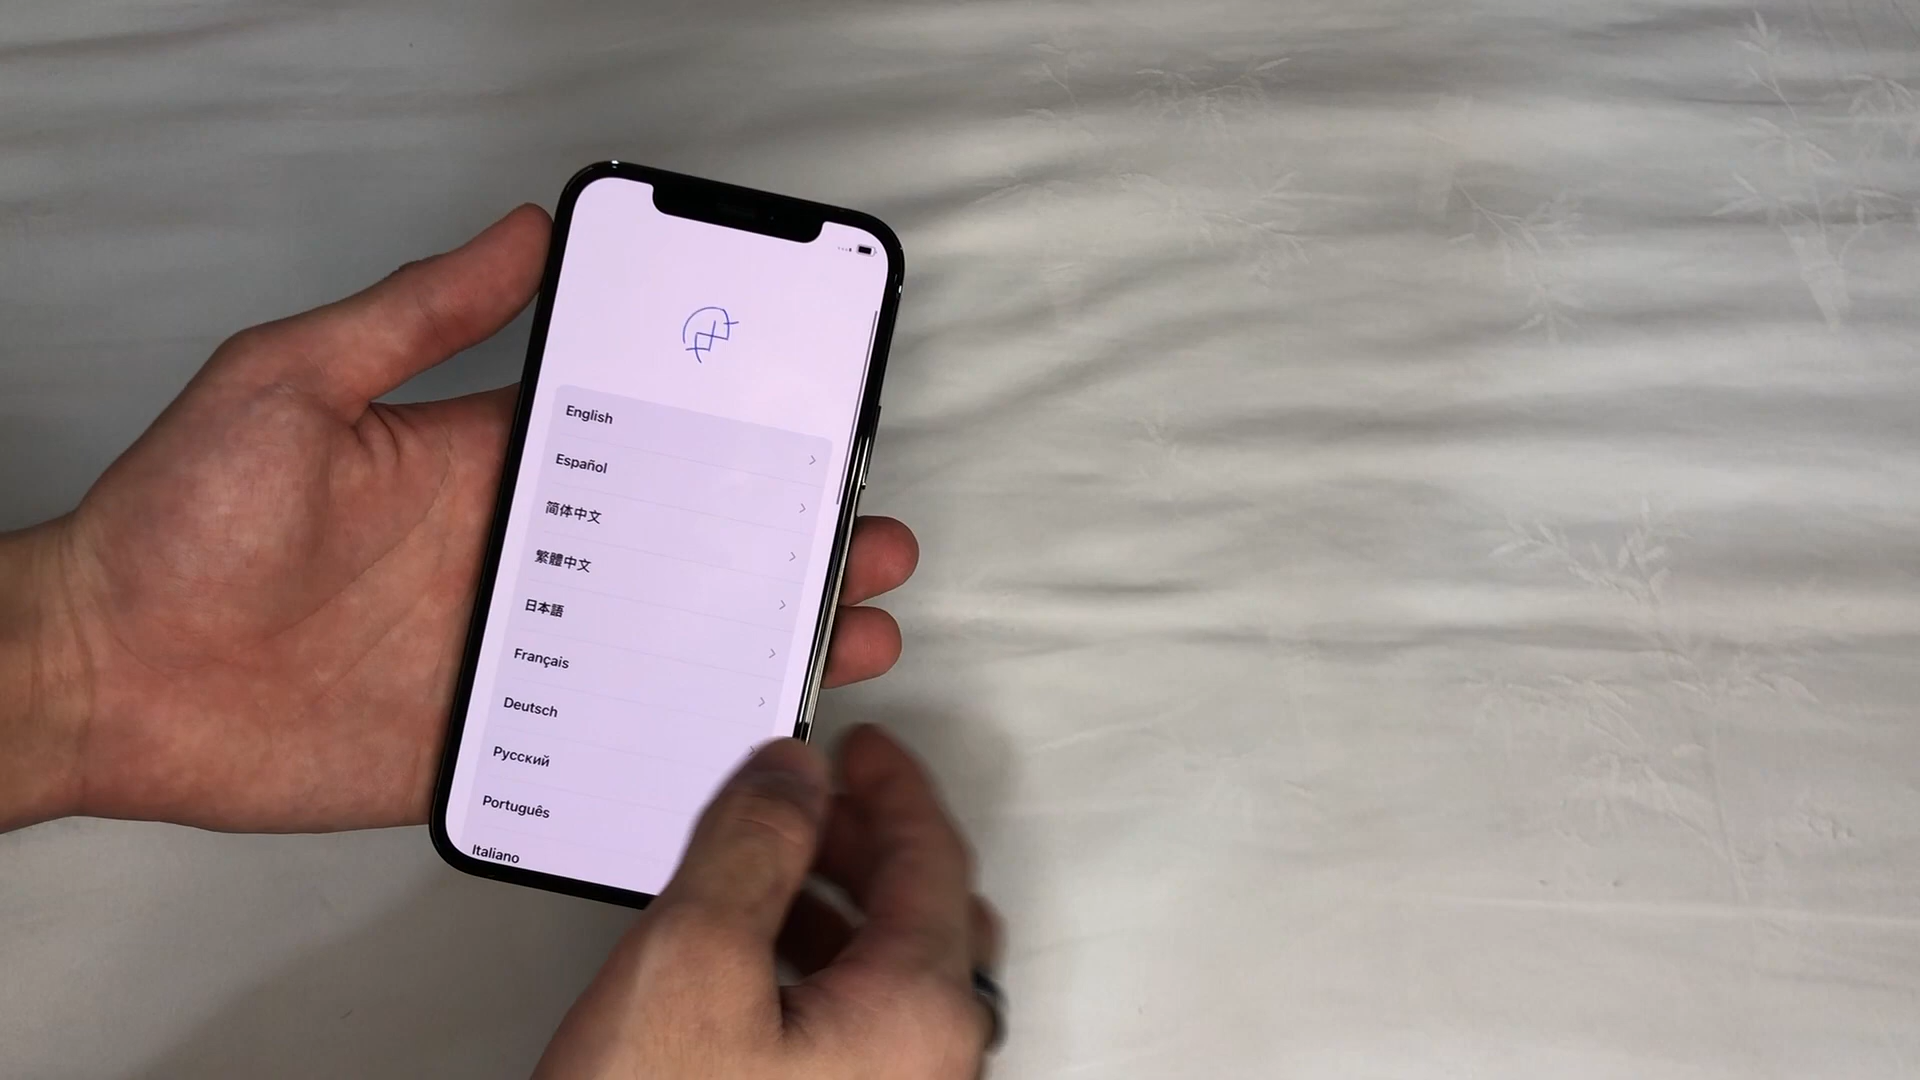 English
Español
简体中文
繁體中文
日本語
Français
Deutsch
Русский
Português
Italiano